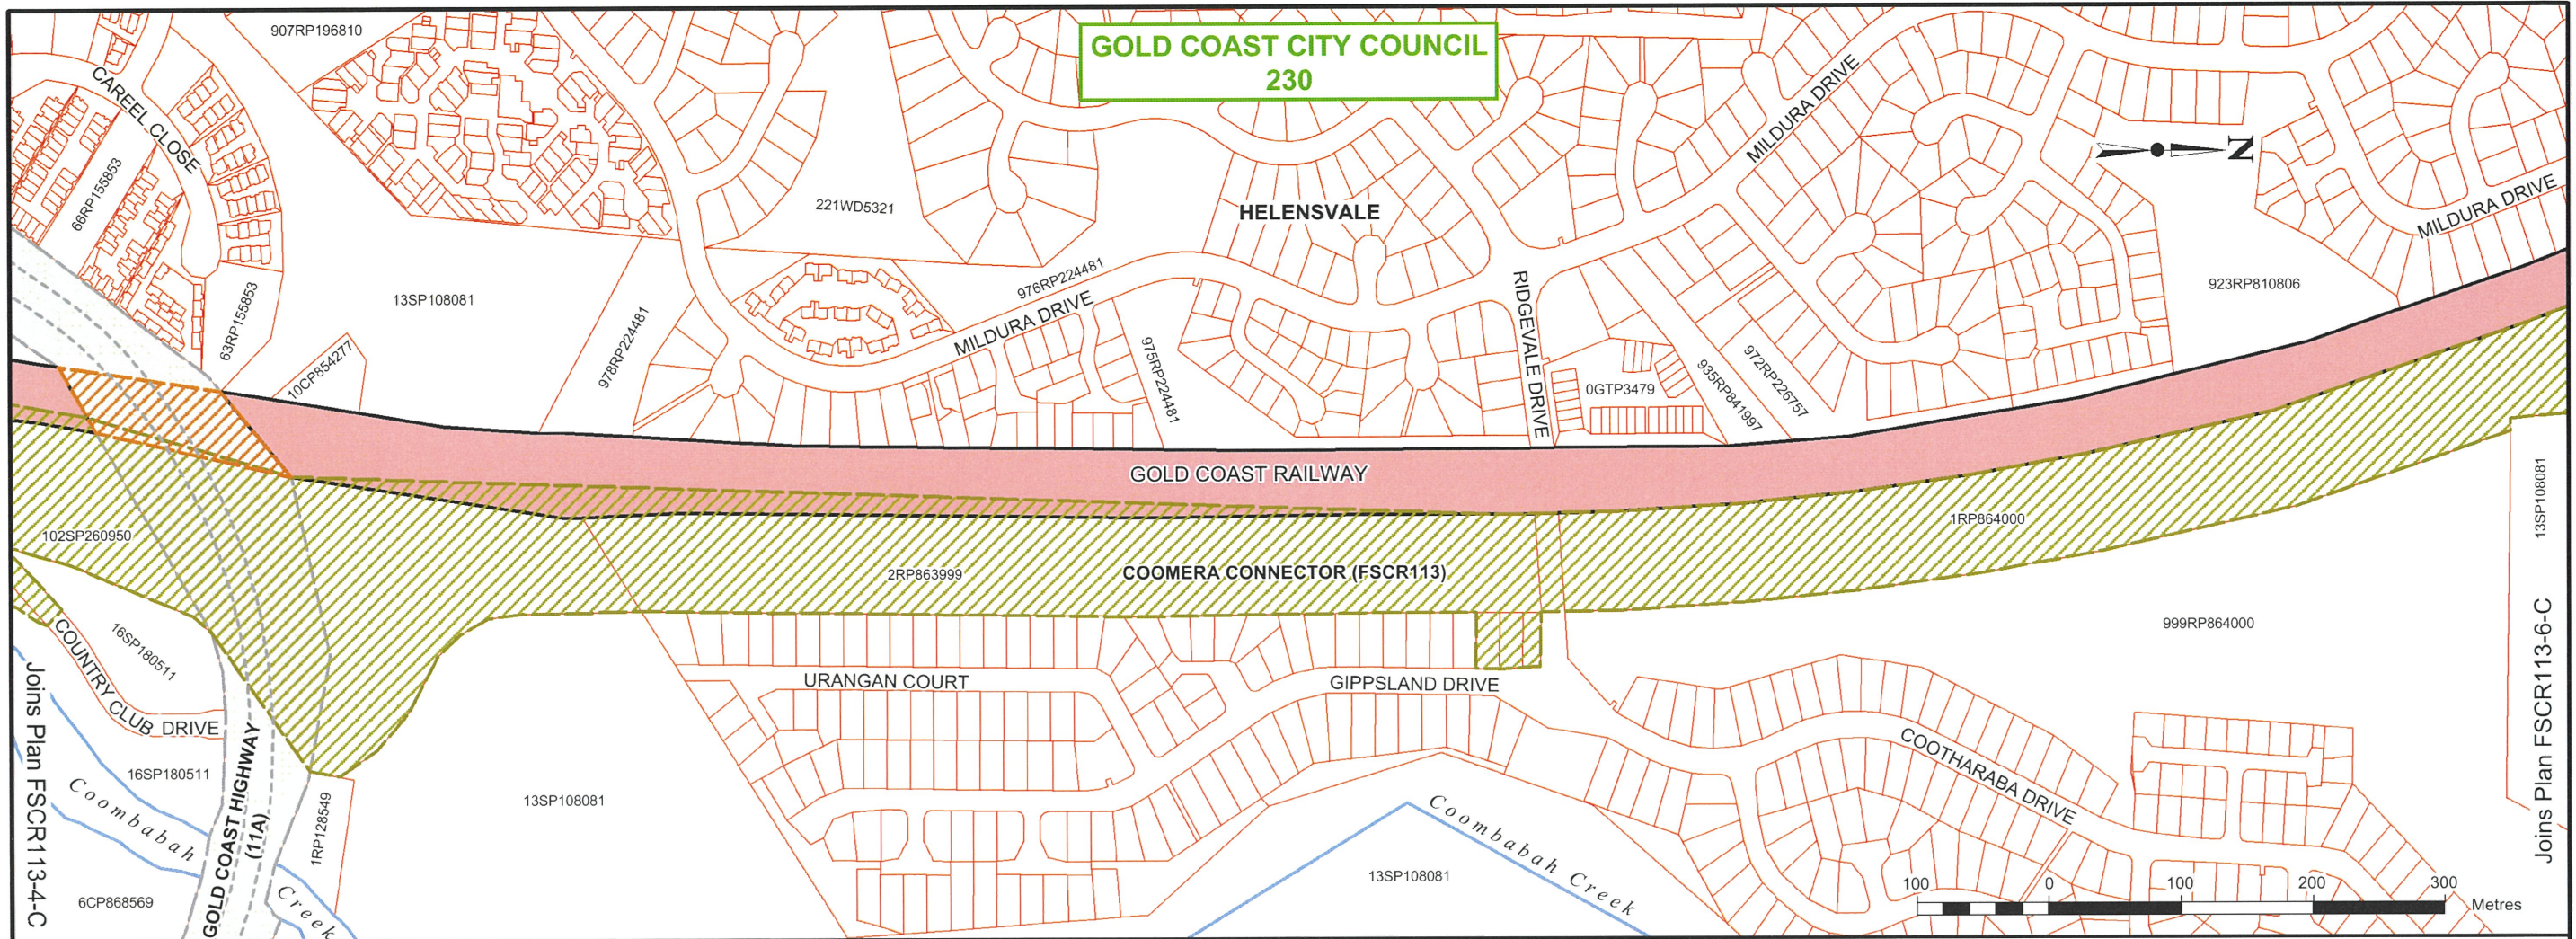 907RP196810
GOLD COAST CITY COUNCIL
230
CAREEL CLOSE
66RP155853
MILDURA DRIVE
N
221WD5321
HELENSVALE
MILDURA DRIVE
976RP224481
13SP108081
63RP155853
923RP810806
10CP854277
978RP224481
MILDURA DRIVE
975RP224481
RIDGEVALE DRIVE
0GTP3479
935RP841997
972RP226757
GOLD COAST RAILWAY
13SP108081
102SP260950
1RP864000
2RP863999
COOMERA CONNECTOR (FSCR113)
16SP180511
COUNTRY CLUB DRIVE
999RP864000
URANGAN COURT
GIPPSLAND DRIVE
Joins Plan FSCR113-4-C
Joins Plan FSCR113-6-C
16SP180511
Coombabah
GOLD COAST HIGHWAY
(11A)
1RP128549
13SP108081
COOTHARABA DRIVE
Coombabah Creek
13SP108081
6CP868569
Creek
100 0 100 200 300
Metres